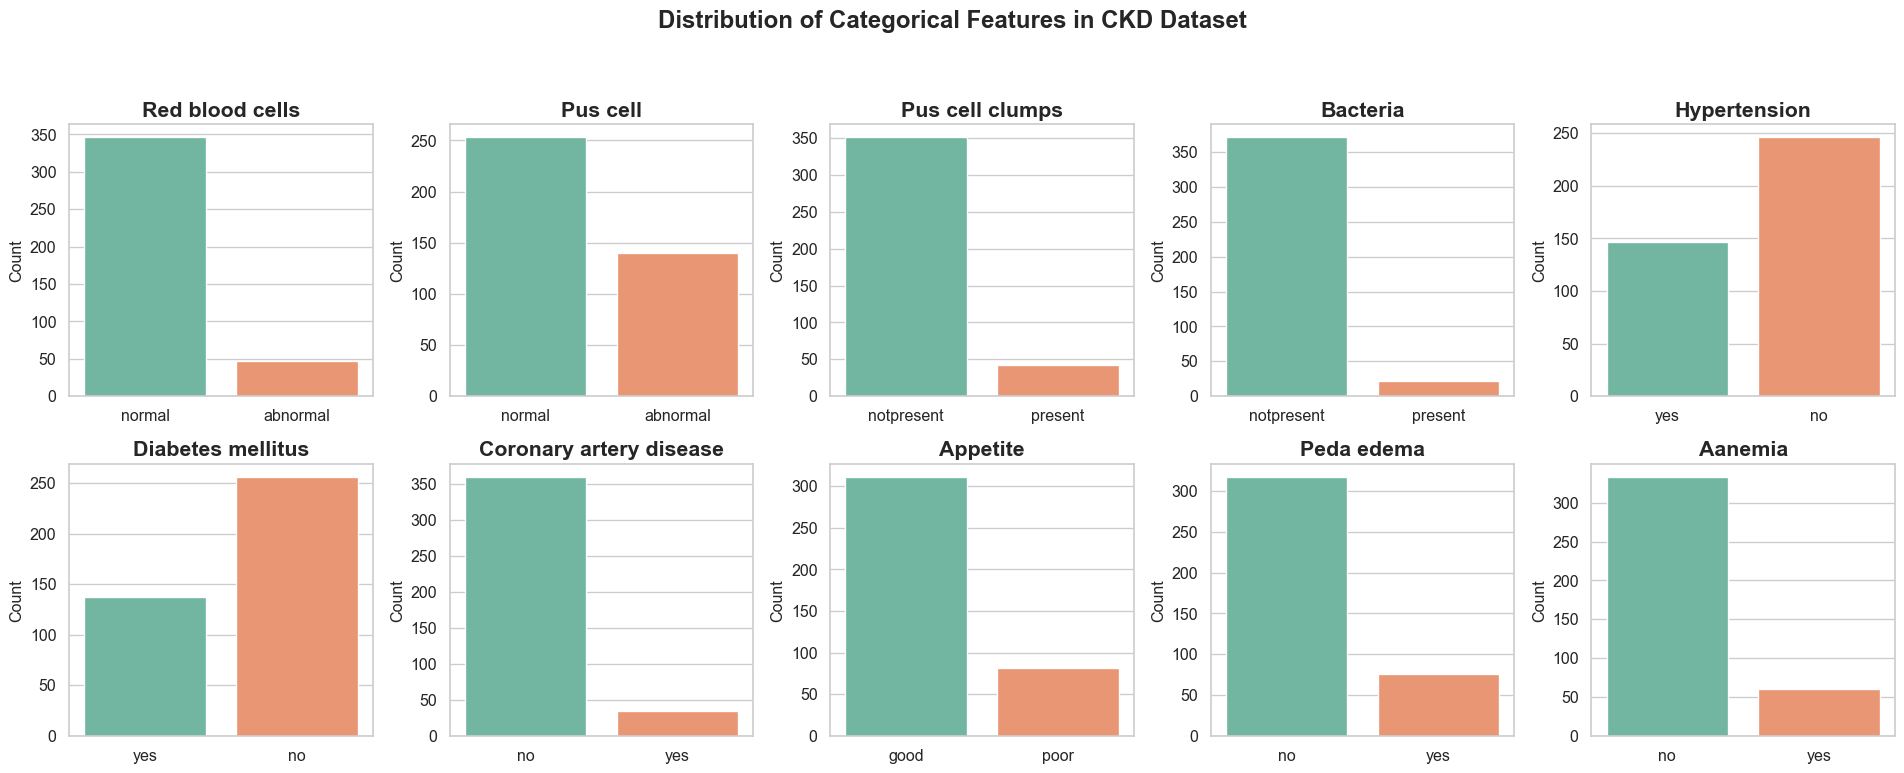 Distribution of Categorical Features in CKD Dataset
Red blood cells
Count
350
300
250
200
150
100
50
0
normal abnormal
Pus cell
Count
250
200
150
100
50
0
normal abnormal
Pus cell clumps
Count
350
300
250
200
150
100
50
0
notpresent present
Bacteria
Count
350
300
250
200
150
100
50
0
notpresent present
Hypertension
Count
250
200
150
100
50
0
yes no
Diabetes mellitus
Count
250
200
150
100
50
0
yes no
Coronary artery disease
Count
350
300
250
200
150
100
50
0
no yes
Appetite
Count
300
250
200
150
100
50
0
good poor
Peda edema
Count
300
250
200
150
100
50
0
no yes
Aanemia
Count
300
250
200
150
100
50
0
no yes